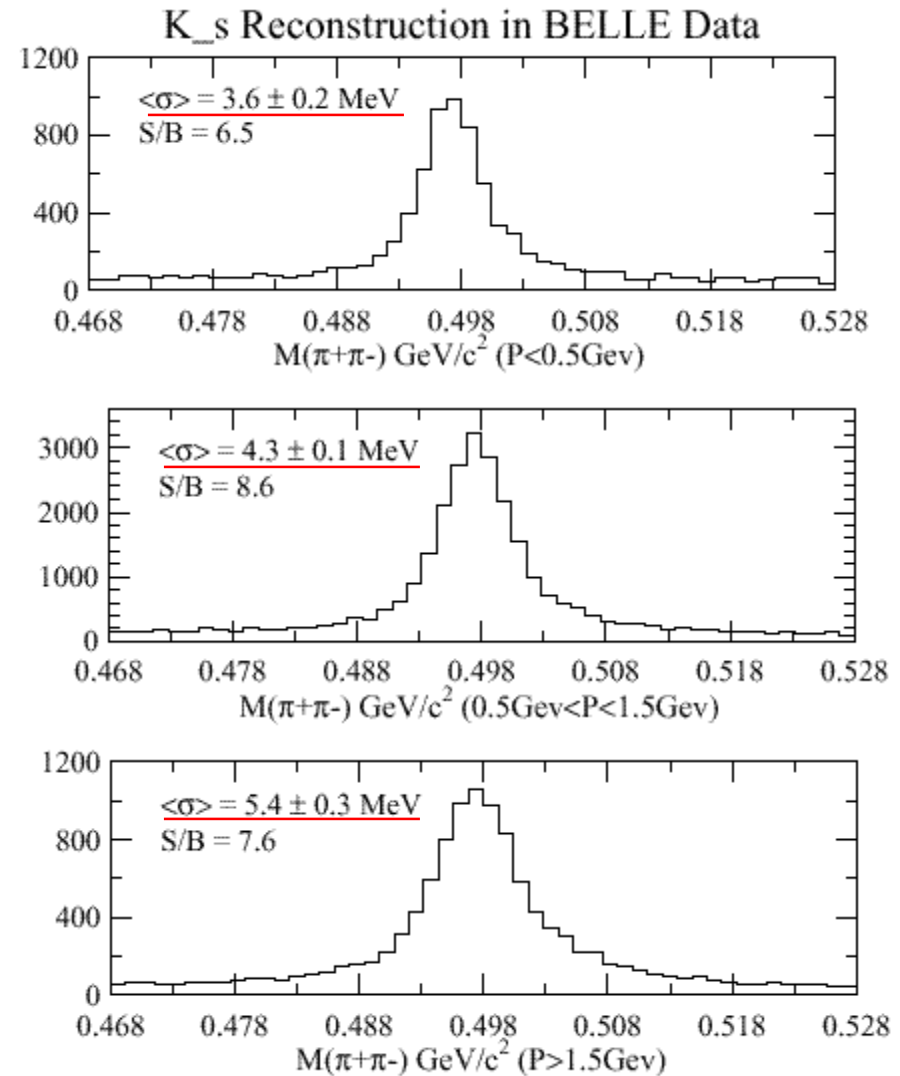 K_s Reconstruction in BELLE Data
1200
<σ> = 3.6 ± 0.2 MeV
S/B = 6.5
800
400
0
0.468 0.478 0.488 0.498 0.508 0.518 0.528
M(π+π-) GeV/c² (P<0.5Gev)
<σ> = 4.3 ± 0.1 MeV
S/B = 8.6
3000
2000
1000
0
0.468 0.478 0.488 0.498 0.508 0.518 0.528
M(π+π-) GeV/c² (0.5Gev<P<1.5Gev)
1200
<σ> = 5.4 ± 0.3 MeV
S/B = 7.6
800
400
0
0.468 0.478 0.488 0.498 0.508 0.518 0.528
M(π+π-) GeV/c² (P>1.5Gev)